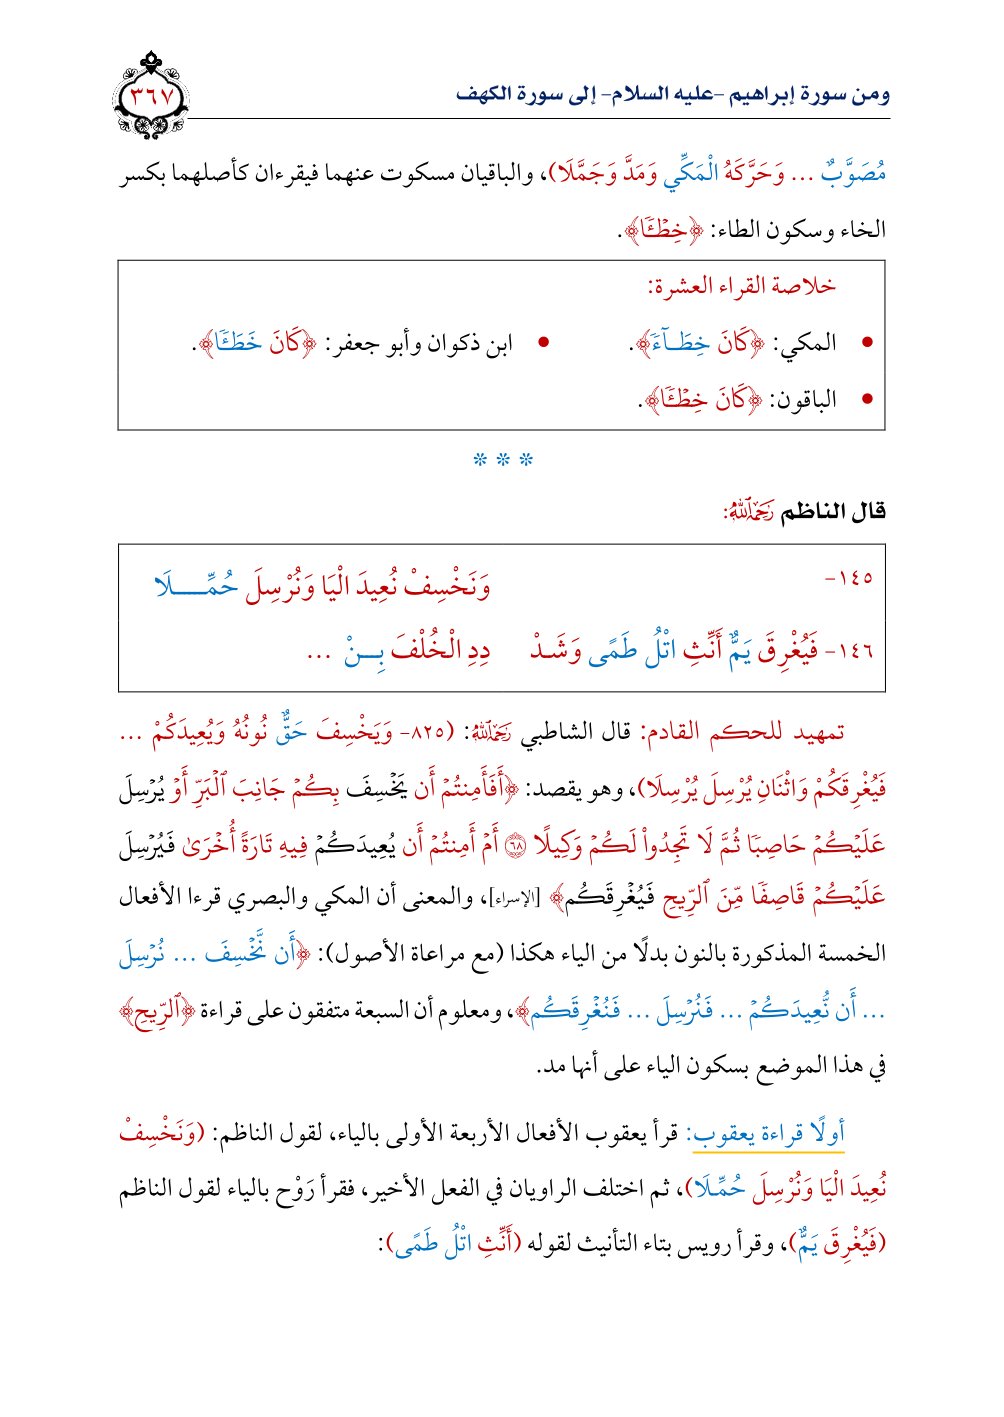 ومن سورة إبراهيم –عليه السلام– إلى سورة الكهف
٣٦٧
مُصَوَّبٌ ... وَحَرَّكَهُ الْمَكِّي وَمَدَّ وَجَمَّلَا)، والباقيان مسكوت عنهما فيقرءان كأصلهما بكسر
الخاء وسكون الطاء: ﴿خِطۡـٔٗا﴾.
خلاصة القراء العشرة:
• المكي: ﴿كَانَ خِطَـآءٗ﴾. • ابن ذكوان وأبو جعفر: ﴿كَانَ خَطَـٔٗا﴾.
• الباقون: ﴿كَانَ خِطۡـٔٗا﴾.
* * *
قال الناظم رَحِمَهُ ٱللَّهُ:
١٤٥- وَنَخْسِفْ نُعِيدَ الْيَا وَنُرْسِلَ حُمِّـــلَا
١٤٦- فَيُغْرِقَ يَمٌّ أَنِّثِ اتْلُ طَمًى وَشَدْ دِدِ الْخُلْفَ بِـنْ ...
تمهيد للحكم القادم: قال الشاطبي رَحِمَهُ ٱللَّهُ: (٨٢٥- وَيَخْسِفَ حَقٌّ نُونُهُ وَيُعِيدَكُمْ ...
فَيُغْرِقَكُمْ وَاثْنَانِ يُرْسِلَ يُرْسِلَا)، وهو يقصد: ﴿أَفَأَمِنتُمۡ أَن يَخۡسِفَ بِكُمۡ جَانِبَ ٱلۡبَرِّ أَوۡ يُرۡسِلَ
عَلَيۡكُمۡ حَاصِبٗا ثُمَّ لَا تَجِدُواْ لَكُمۡ وَكِيلًا ۝٦٨ أَمۡ أَمِنتُمۡ أَن يُعِيدَكُمۡ فِيهِ تَارَةً أُخۡرَىٰ فَيُرۡسِلَ
عَلَيۡكُمۡ قَاصِفٗا مِّنَ ٱلرِّيحِ فَيُغۡرِقَكُم﴾ [الإسراء]، والمعنى أن المكي والبصري قرءا الأفعال
الخمسة المذكورة بالنون بدلًا من الياء هكذا (مع مراعاة الأصول): ﴿أَن نَّخۡسِفَ ... نُرۡسِلَ
... أَن نُّعِيدَكُمۡ ... فَنُرۡسِلَ ... فَنُغۡرِقَكُم﴾، ومعلوم أن السبعة متفقون على قراءة ﴿ٱلرِّيحِ﴾
في هذا الموضع بسكون الياء على أنها مد.
أولًا قراءة يعقوب: قرأ يعقوب الأفعال الأربعة الأولى بالياء، لقول الناظم: (وَنَخْسِفْ
نُعِيدَ الْيَا وَنُرْسِلَ حُمِّـلَا)، ثم اختلف الراويان في الفعل الأخير، فقرأ رَوْح بالياء لقول الناظم
(فَيُغْرِقَ يَمٌّ)، وقرأ رويس بتاء التأنيث لقوله (أَنِّثِ اتْلُ طَمًى):